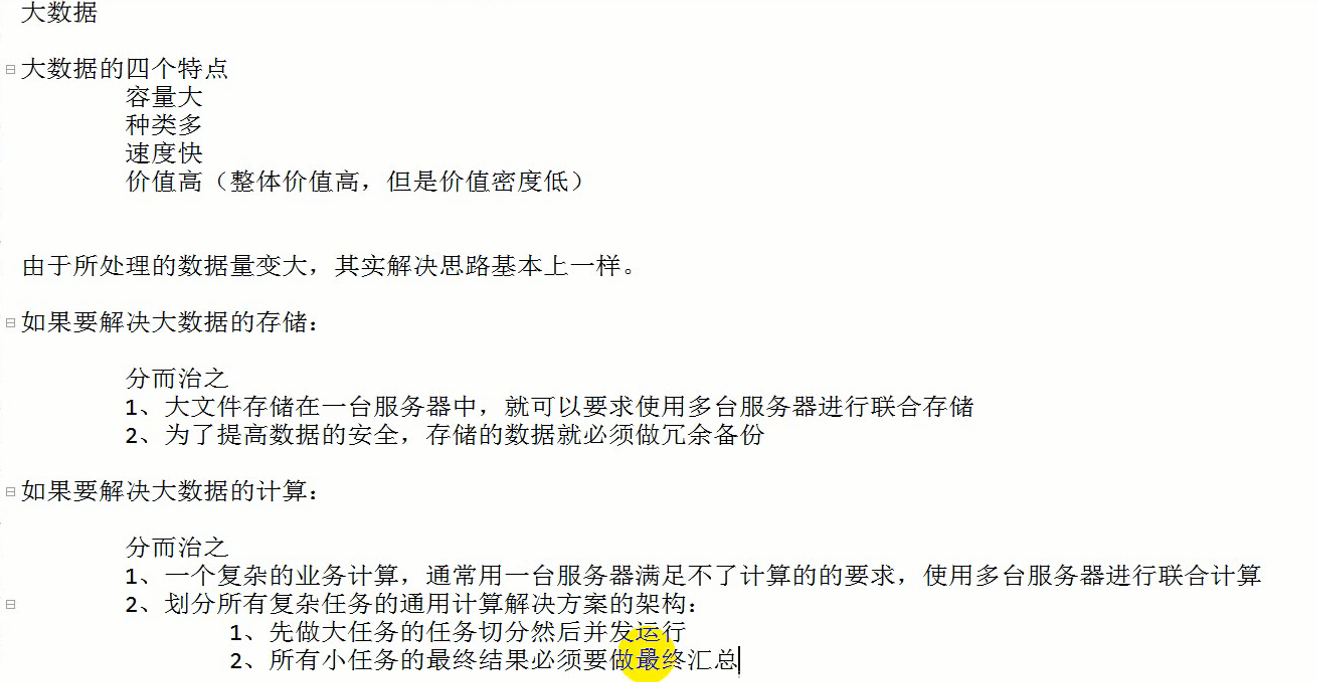 大数据
大数据的四个特点
容量大
种类多
速度快
价值高（整体价值高，但是价值密度低）
由于所处理的数据量变大，其实解决思路基本上一样。
如果要解决大数据的存储：
分而治之
1、大文件存储在一台服务器中，就可以要求使用多台服务器进行联合存储
2、为了提高数据的安全，存储的数据就必须做冗余备份
如果要解决大数据的计算：
分而治之
1、一个复杂的业务计算，通常用一台服务器满足不了计算的的要求，使用多台服务器进行联合计算
2、划分所有复杂任务的通用计算解决方案的架构：
1、先做大任务的任务切分然后并发运行
2、所有小任务的最终结果必须要做最终汇总